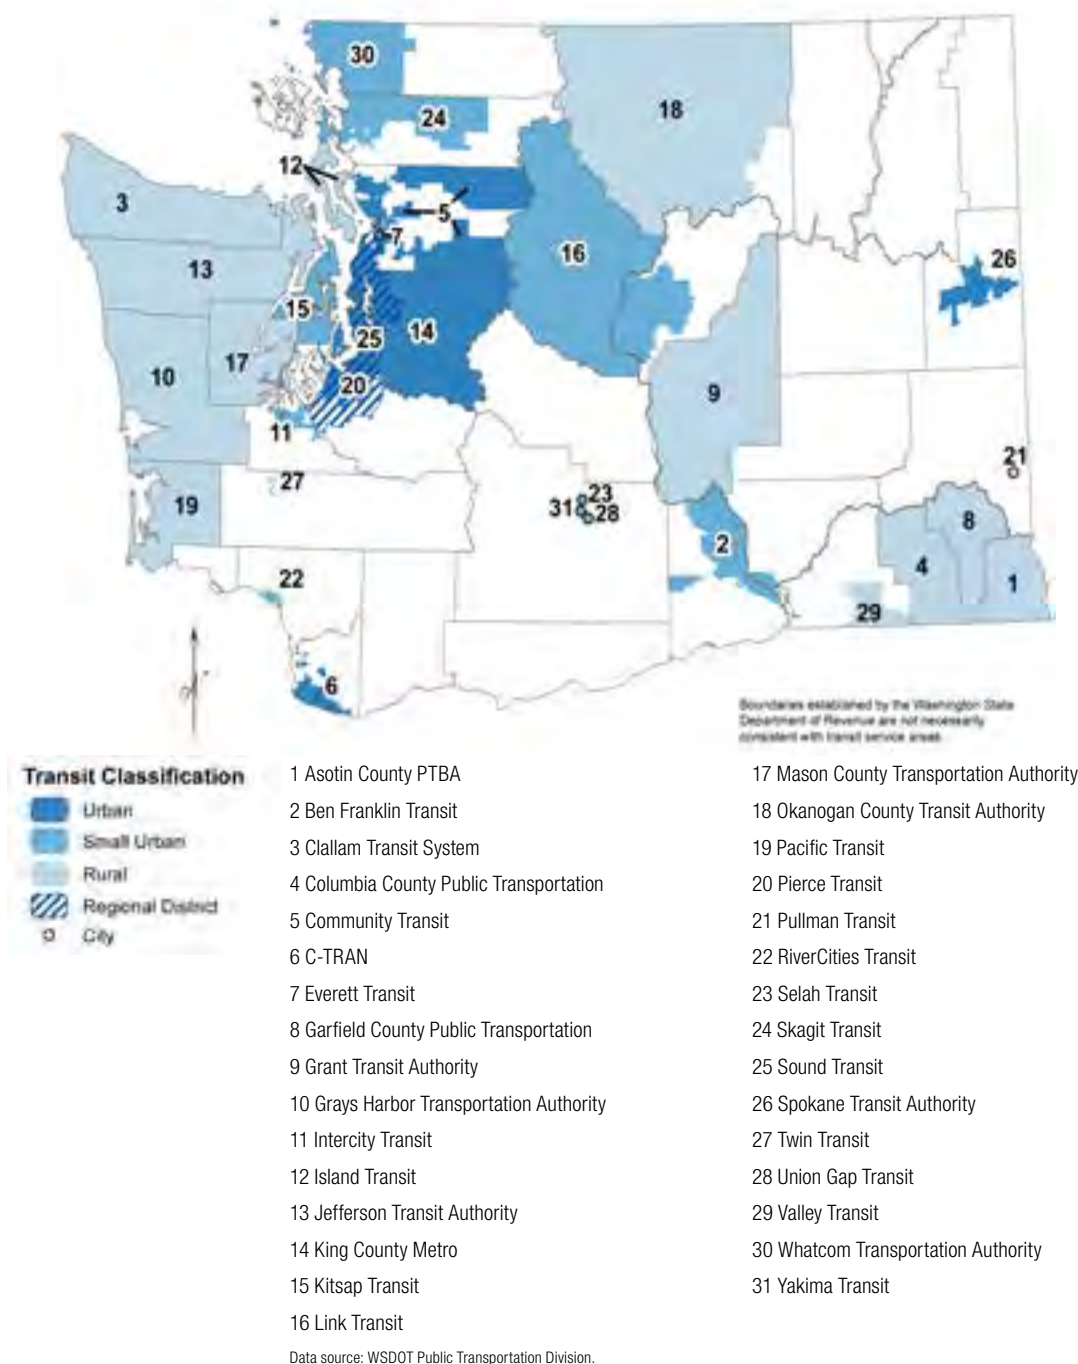 30
18
24
12
3
5
7
16
26
13
15
14
25
17
20
10
9
11
21
27
23
19
31
28
8
2
4
1
22
29
6
Boundaries established by the Washington State
Department of Revenue are not necessarily
consistent with transit service areas.
Transit Classification
Urban
Small Urban
Rural
Regional District
City
1 Asotin County PTBA
2 Ben Franklin Transit
3 Clallam Transit System
4 Columbia County Public Transportation
5 Community Transit
6 C-TRAN
7 Everett Transit
8 Garfield County Public Transportation
9 Grant Transit Authority
10 Grays Harbor Transportation Authority
11 Intercity Transit
12 Island Transit
13 Jefferson Transit Authority
14 King County Metro
15 Kitsap Transit
16 Link Transit
17 Mason County Transportation Authority
18 Okanogan County Transit Authority
19 Pacific Transit
20 Pierce Transit
21 Pullman Transit
22 RiverCities Transit
23 Selah Transit
24 Skagit Transit
25 Sound Transit
26 Spokane Transit Authority
27 Twin Transit
28 Union Gap Transit
29 Valley Transit
30 Whatcom Transportation Authority
31 Yakima Transit
Data source: WSDOT Public Transportation Division.